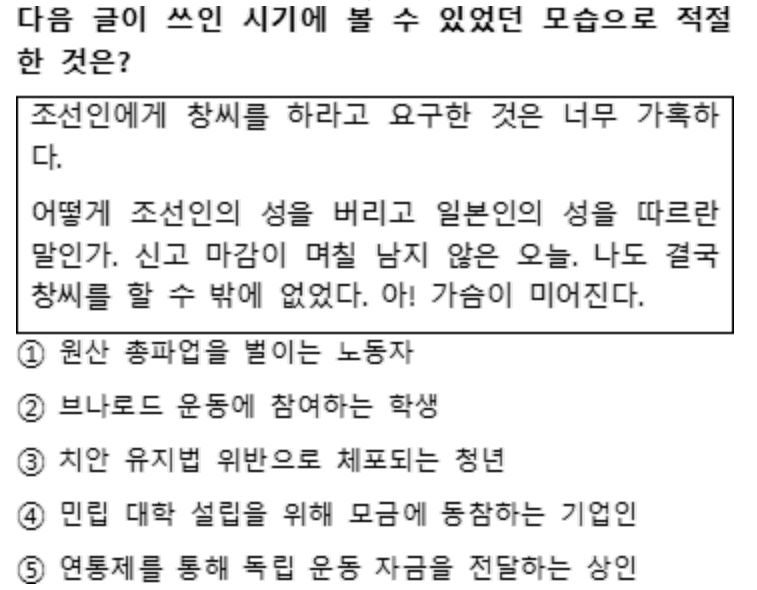 다음 글이 쓰인 시기에 볼 수 있었던 모습으로 적절
한 것은?
조선인에게 창씨를 하라고 요구한 것은 너무 가혹하
다.
어떻게 조선인의 성을 버리고 일본인의 성을 따르란
말인가. 신고 마감이 며칠 남지 않은 오늘. 나도 결국
창씨를 할 수 밖에 없었다. 아! 가슴이 미어진다.
① 원산 총파업을 벌이는 노동자
② 브나로드 운동에 참여하는 학생
③ 치안 유지법 위반으로 체포되는 청년
④ 민립 대학 설립을 위해 모금에 동참하는 기업인
⑤ 연통제를 통해 독립 운동 자금을 전달하는 상인